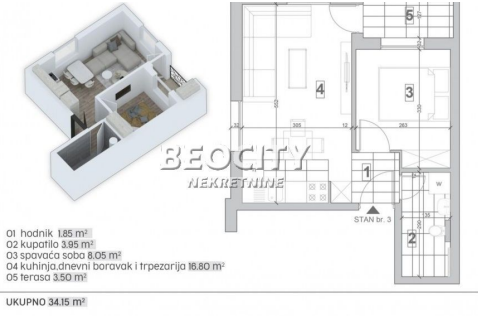 5
4
3
300
12
263
BEOCITY
NEKRETNINE
1
W
STAN br. 3
2
01 hodnik 1.85 m²
02 kupatilo 3.95 m²
03 spavaća soba 8.05 m²
04 kuhinja,dnevni boravak i trpezarija 16.80 m²
05 terasa 3.50 m²
UKUPNO 34.15 m²